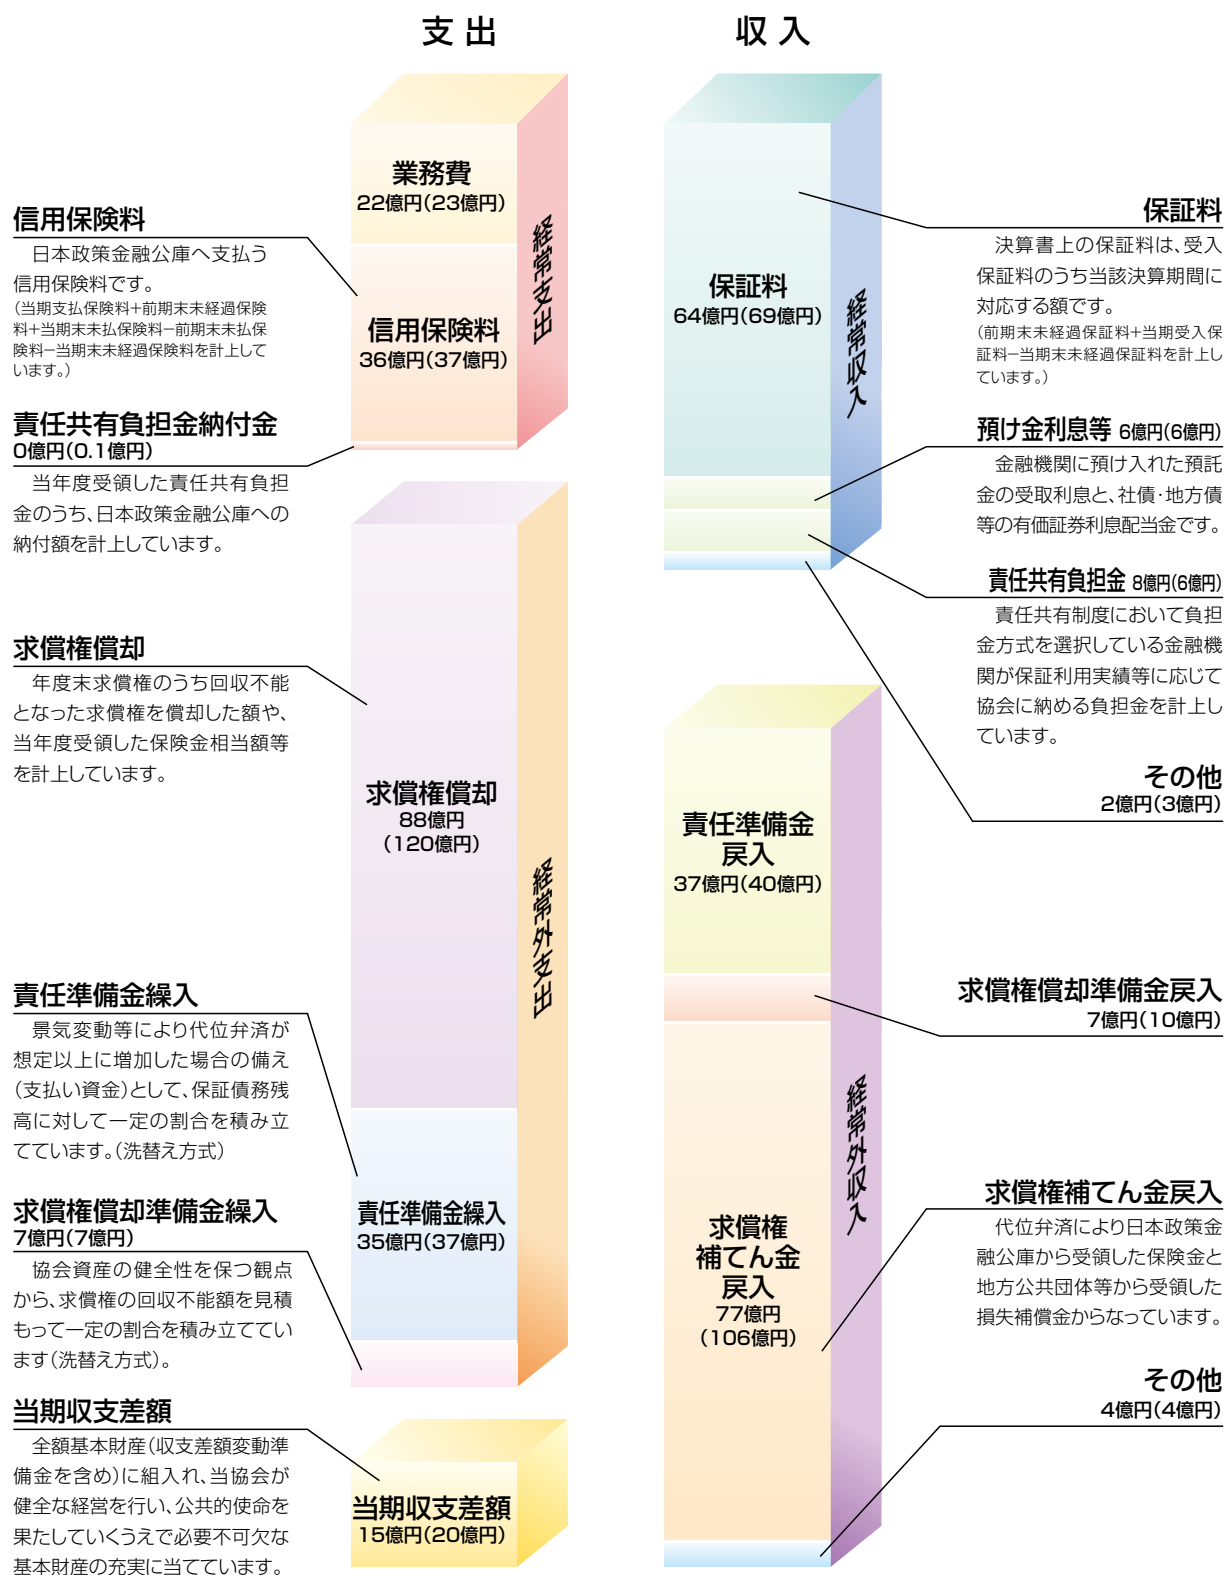 支出
収入
業務費
22億円(23億円)
信用保険料
36億円(37億円)
経常支出
信用保険料
日本政策金融公庫へ支払う
信用保険料です。
(当期支払保険料+前期末未経過保険
料+当期末未払保険料−前期末未払保
険料−当期末未経過保険料を計上して
います。)
責任共有負担金納付金
0億円(0.1億円)
当年度受領した責任共有負担
金のうち、日本政策金融公庫への
納付額を計上しています。
求償権償却
年度末求償権のうち回収不能
となった求償権を償却した額や、
当年度受領した保険金相当額等
を計上しています。
求償権償却
88億円
(120億円)
経常外支出
責任準備金繰入
景気変動等により代位弁済が
想定以上に増加した場合の備え
(支払い資金)として、保証債務残
高に対して一定の割合を積み立
てています。(洗替え方式)
責任準備金繰入
35億円(37億円)
求償権償却準備金繰入
7億円(7億円)
協会資産の健全性を保つ観点
から、求償権の回収不能額を見積
もって一定の割合を積み立ててい
ます(洗替え方式)。
当期収支差額
全額基本財産(収支差額変動準
備金を含め)に組入れ、当協会が
健全な経営を行い、公共的使命を
果たしていくうえで必要不可欠な
基本財産の充実に当てています。
当期収支差額
15億円(20億円)
保証料
64億円(69億円)
経常収入
保証料
決算書上の保証料は、受入
保証料のうち当該決算期間に
対応する額です。
(前期末未経過保証料+当期受入保
証料−当期末未経過保証料を計上し
ています。)
預け金利息等 6億円(6億円)
金融機関に預け入れた預託
金の受取利息と、社債・地方債
等の有価証券利息配当金です。
責任共有負担金 8億円(6億円)
責任共有制度において負担
金方式を選択している金融機
関が保証利用実績等に応じて
協会に納める負担金を計上し
ています。
その他
2億円(3億円)
責任準備金
戻入
37億円(40億円)
求償権償却準備金戻入
7億円(10億円)
経常外収入
求償権
補てん金
戻入
77億円
(106億円)
求償権補てん金戻入
代位弁済により日本政策金
融公庫から受領した保険金と
地方公共団体等から受領した
損失補償金からなっています。
その他
4億円(4億円)